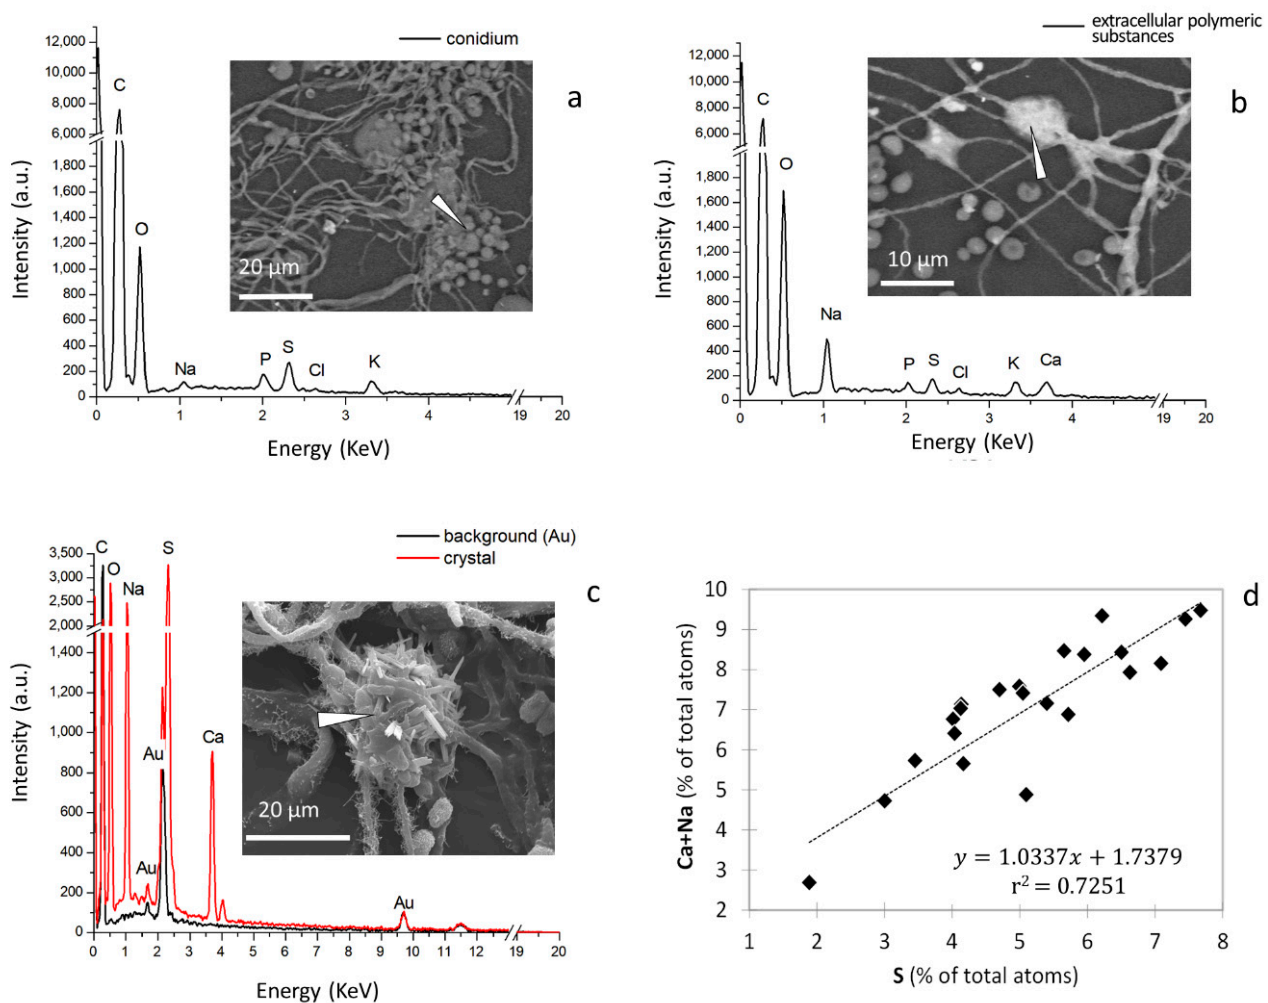 conidium
a
12,000
10,000
8,000
6,000
1,800
1,600
1,400
1,200
1,000
800
600
400
200
0
Intensity (a.u.)
C
O
Na
P
S
Cl
K
20 µm
0 1 2 3 4 19 20
Energy (KeV)
extracellular polymeric
substances
b
12,000
10,000
8,000
6,000
1,800
1,600
1,400
1,200
1,000
800
600
400
200
0
Intensity (a.u.)
C
O
Na
P
S
Cl
K
Ca
10 µm
0 1 2 3 4 19 20
Energy (KeV)
background (Au)
crystal
c
3,500
3,000
2,500
2,000
1,400
1,200
1,000
800
600
400
200
0
Intensity (a.u.)
C
O
Na
S
Au
Ca
Au
Au
20 µm
0 1 2 3 4 5 6 7 8 9 10 11 12 13 19 20
Energy (KeV)
d
10
9
8
7
6
5
4
3
2
Ca+Na (% of total atoms)
y = 1.0337x + 1.7379
r² = 0.7251
1 2 3 4 5 6 7 8
S (% of total atoms)